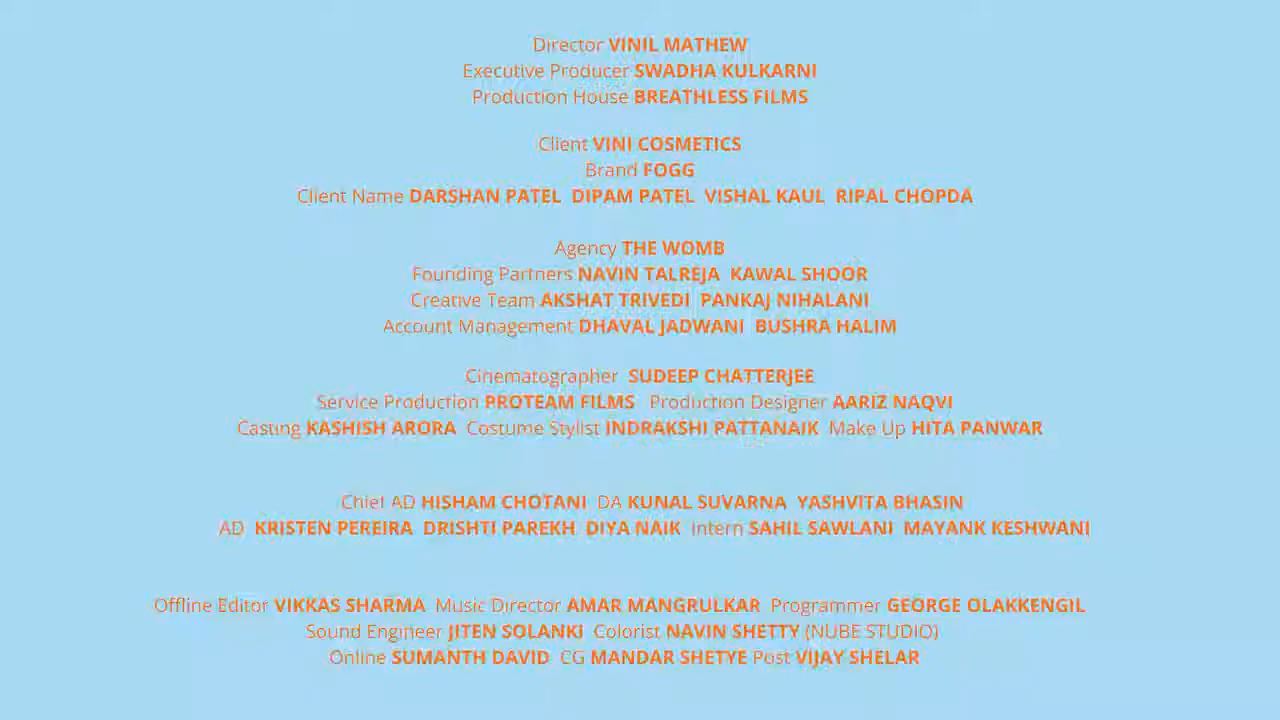 Director VINIL MATHEW
Executive Producer SWADHA KULKARNI
Production House BREATHLESS FILMS
Client VINI COSMETICS
Brand FOGG
Client Name DARSHAN PATEL DIPAM PATEL VISHAL KAUL RIPAL CHOPDA
Agency THE WOMB
Founding Partners NAVIN TALREJA KAWAL SHOOR
Creative Team AKSHAT TRIVEDI PANKAJ NIHALANI
Account Management DHAVAL JADWANI BUSHRA HALIM
Cinematographer SUDEEP CHATTERJEE
Service Production PROTEAM FILMS Production Designer AARIZ NAQVI
Casting KASHISH ARORA Costume Stylist INDRAKSHI PATTANAIK Make Up HITA PANWAR
Chief AD HISHAM CHOTANI DA KUNAL SUVARNA YASHVITA BHASIN
AD KRISTEN PEREIRA DRISHTI PAREKH DIYA NAIK Intern SAHIL SAWLANI MAYANK KESHWANI
Offline Editor VIKKAS SHARMA Music Director AMAR MANGRULKAR Programmer GEORGE OLAKKENGIL
Sound Engineer JITEN SOLANKI Colorist NAVIN SHETTY (NUBE STUDIO)
Online SUMANTH DAVID CG MANDAR SHETYE Post VIJAY SHELAR